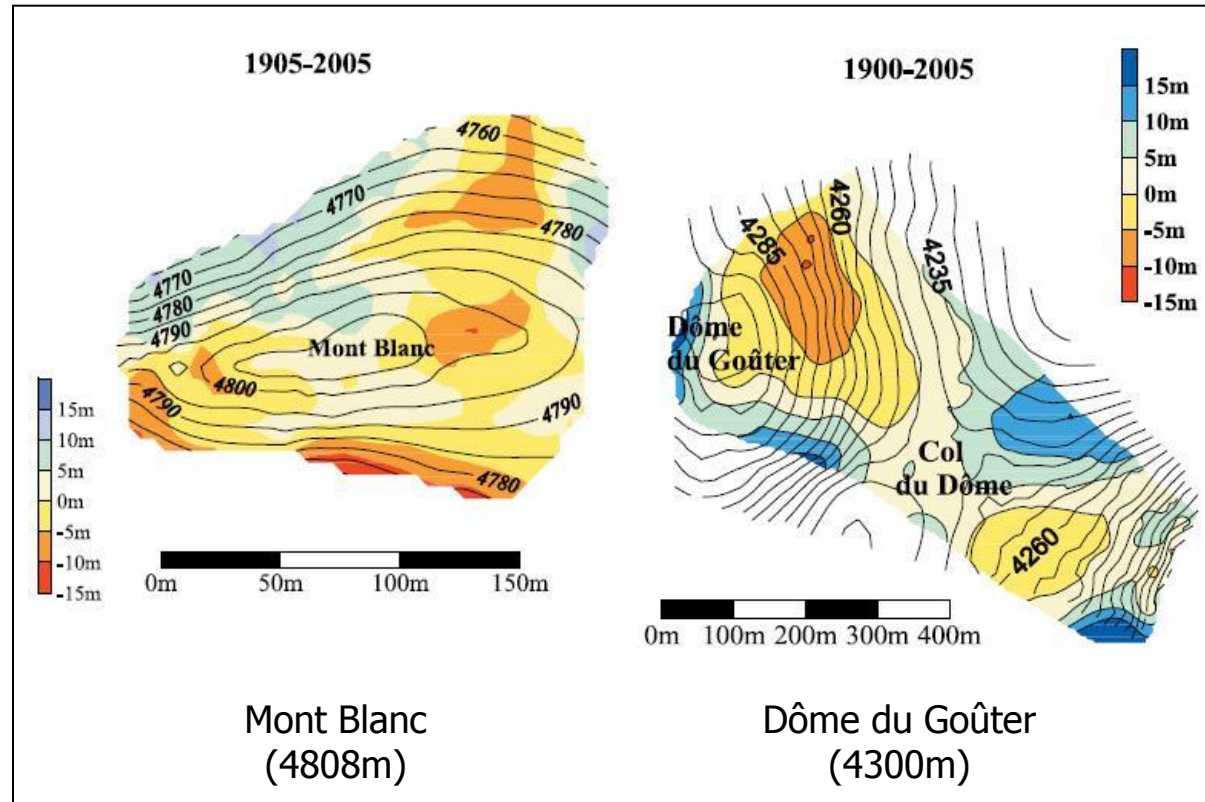 1905-2005
4760
4770
4780
4770
4780
4790
Mont Blanc
4800
4790
4790
4780
15m
10m
5m
0m
-5m
-10m
-15m
0m 50m 100m 150m
Mont Blanc
(4808m)
1900-2005
15m
10m
5m
0m
-5m
-10m
-15m
4260
4285
4235
Dôme
du Goûter
Col
du Dôme
4260
0m 100m 200m 300m 400m
Dôme du Goûter
(4300m)